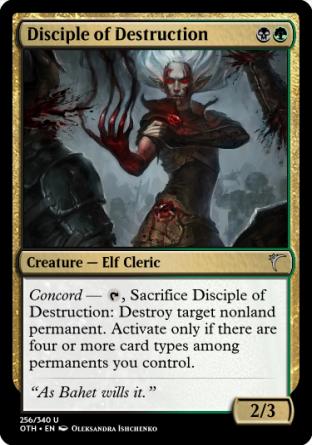 Disciple of Destruction
Creature — Elf Cleric
Concord — , Sacrifice Disciple of
Destruction: Destroy target nonland
permanent. Activate only if there are
four or more card types among
permanents you control.
“As Bahet wills it.”
2/3
256/340 U
OTH • EN Oleksandra Ishchenko